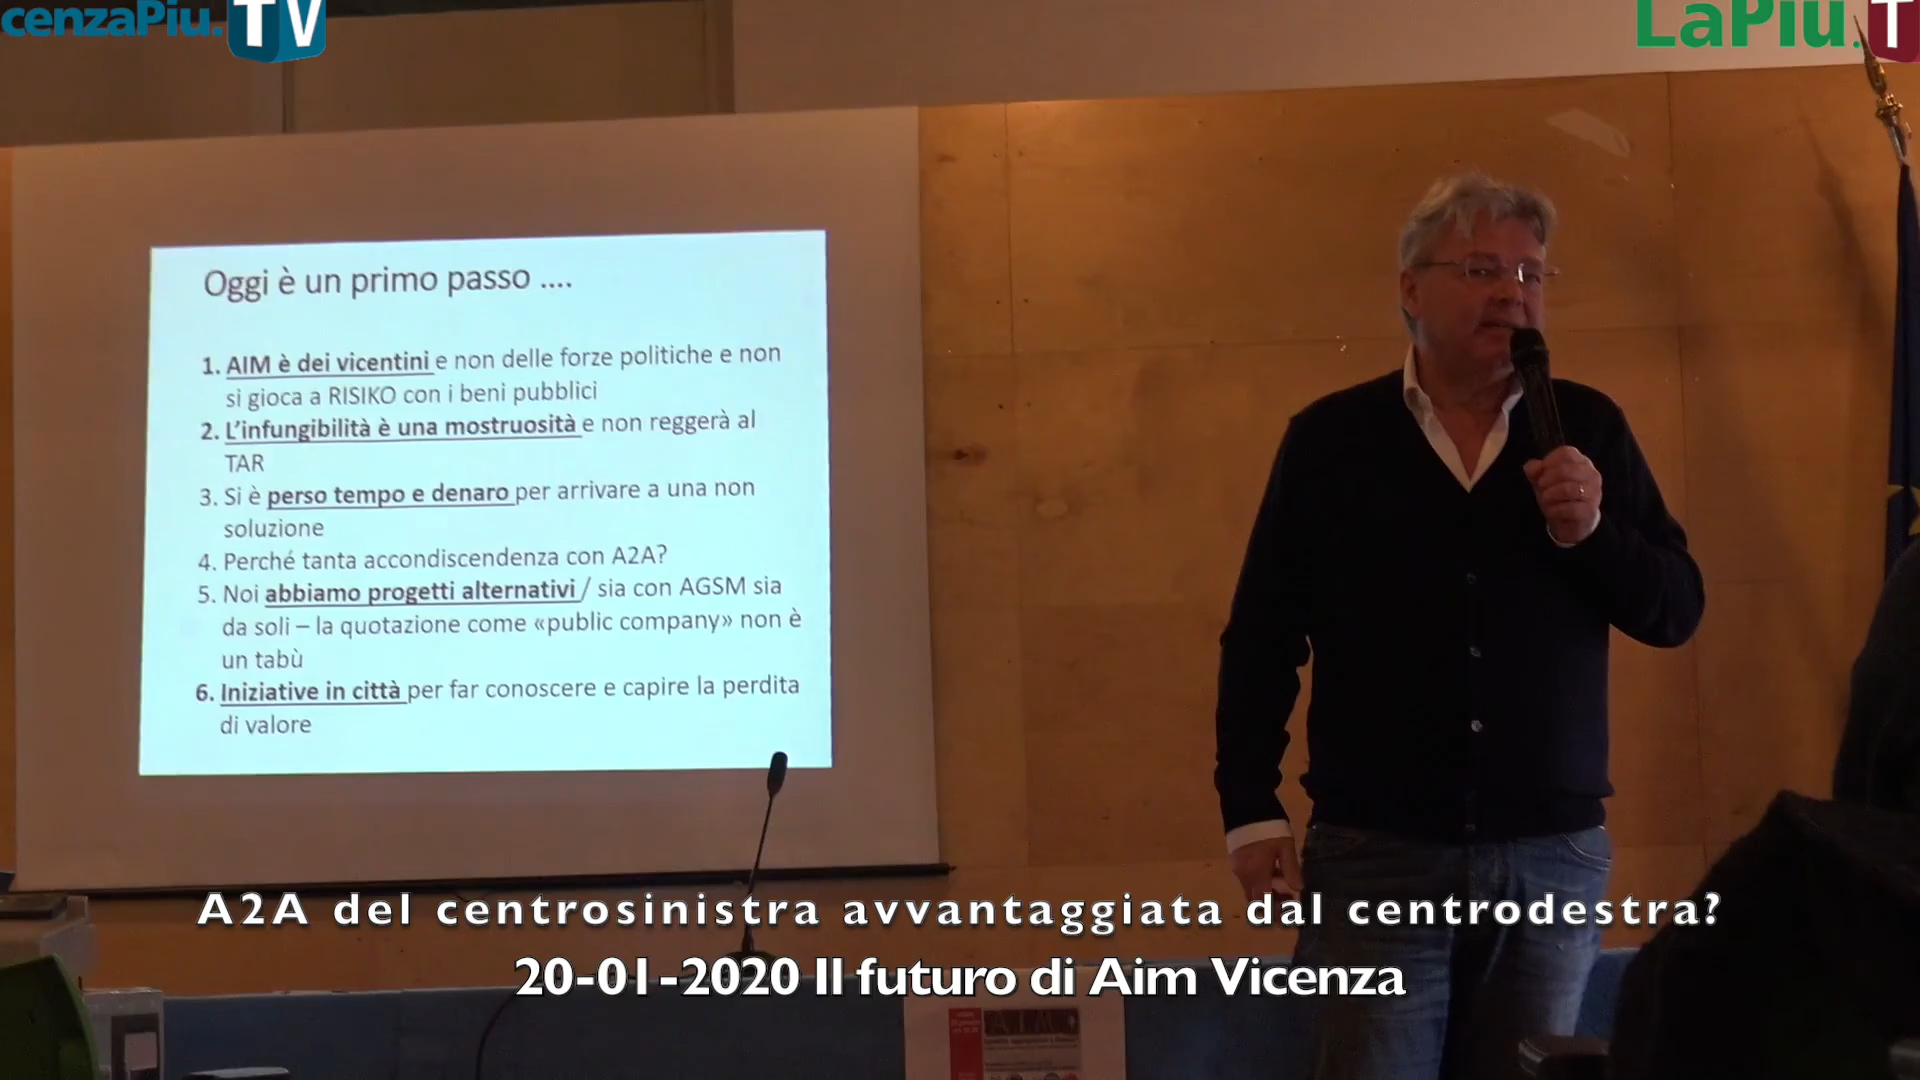 cenzaPiu.TV
LaPiu.T
Oggi è un primo passo ....
1. AIM è dei vicentini e non delle forze politiche e non
si gioca a RISIKO con i beni pubblici
2. L'infungibilità è una mostruosità e non reggerà al
TAR
3. Si è perso tempo e denaro per arrivare a una non
soluzione
4. Perché tanta accondiscendenza con A2A?
5. Noi abbiamo progetti alternativi / sia con AGSM sia
da soli – la quotazione come «public company» non è
un tabù
6. Iniziative in città per far conoscere e capire la perdita
di valore
A2A del centrosinistra avvantaggiata dal centrodestra?
20-01-2020 Il futuro di Aim Vicenza